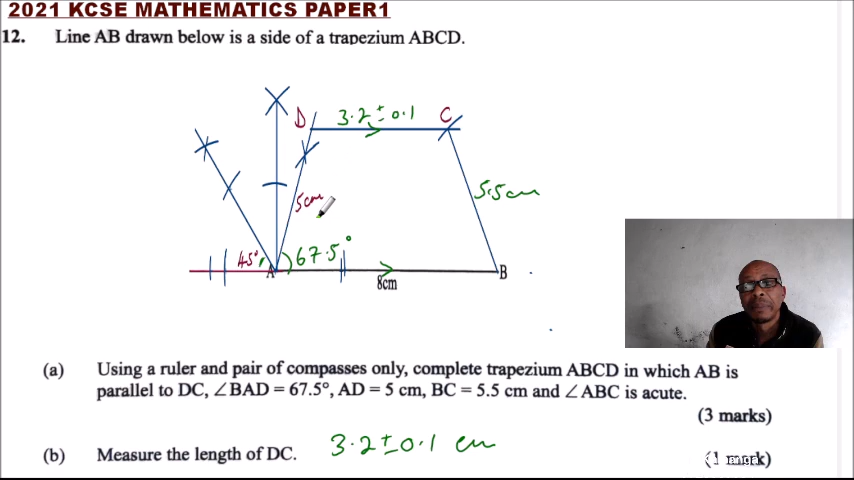 2021 KCSE MATHEMATICS PAPER1
12. Line AB drawn below is a side of a trapezium ABCD.
D 3.2 ± 0.1 C
5cm
5.5cm
45° A 67.5° B
8cm
(a) Using a ruler and pair of compasses only, complete trapezium ABCD in which AB is
parallel to DC, ∠BAD = 67.5°, AD = 5 cm, BC = 5.5 cm and ∠ABC is acute.
(3 marks)
(b) Measure the length of DC. 3.2 ± 0.1 cm
(1 mark)